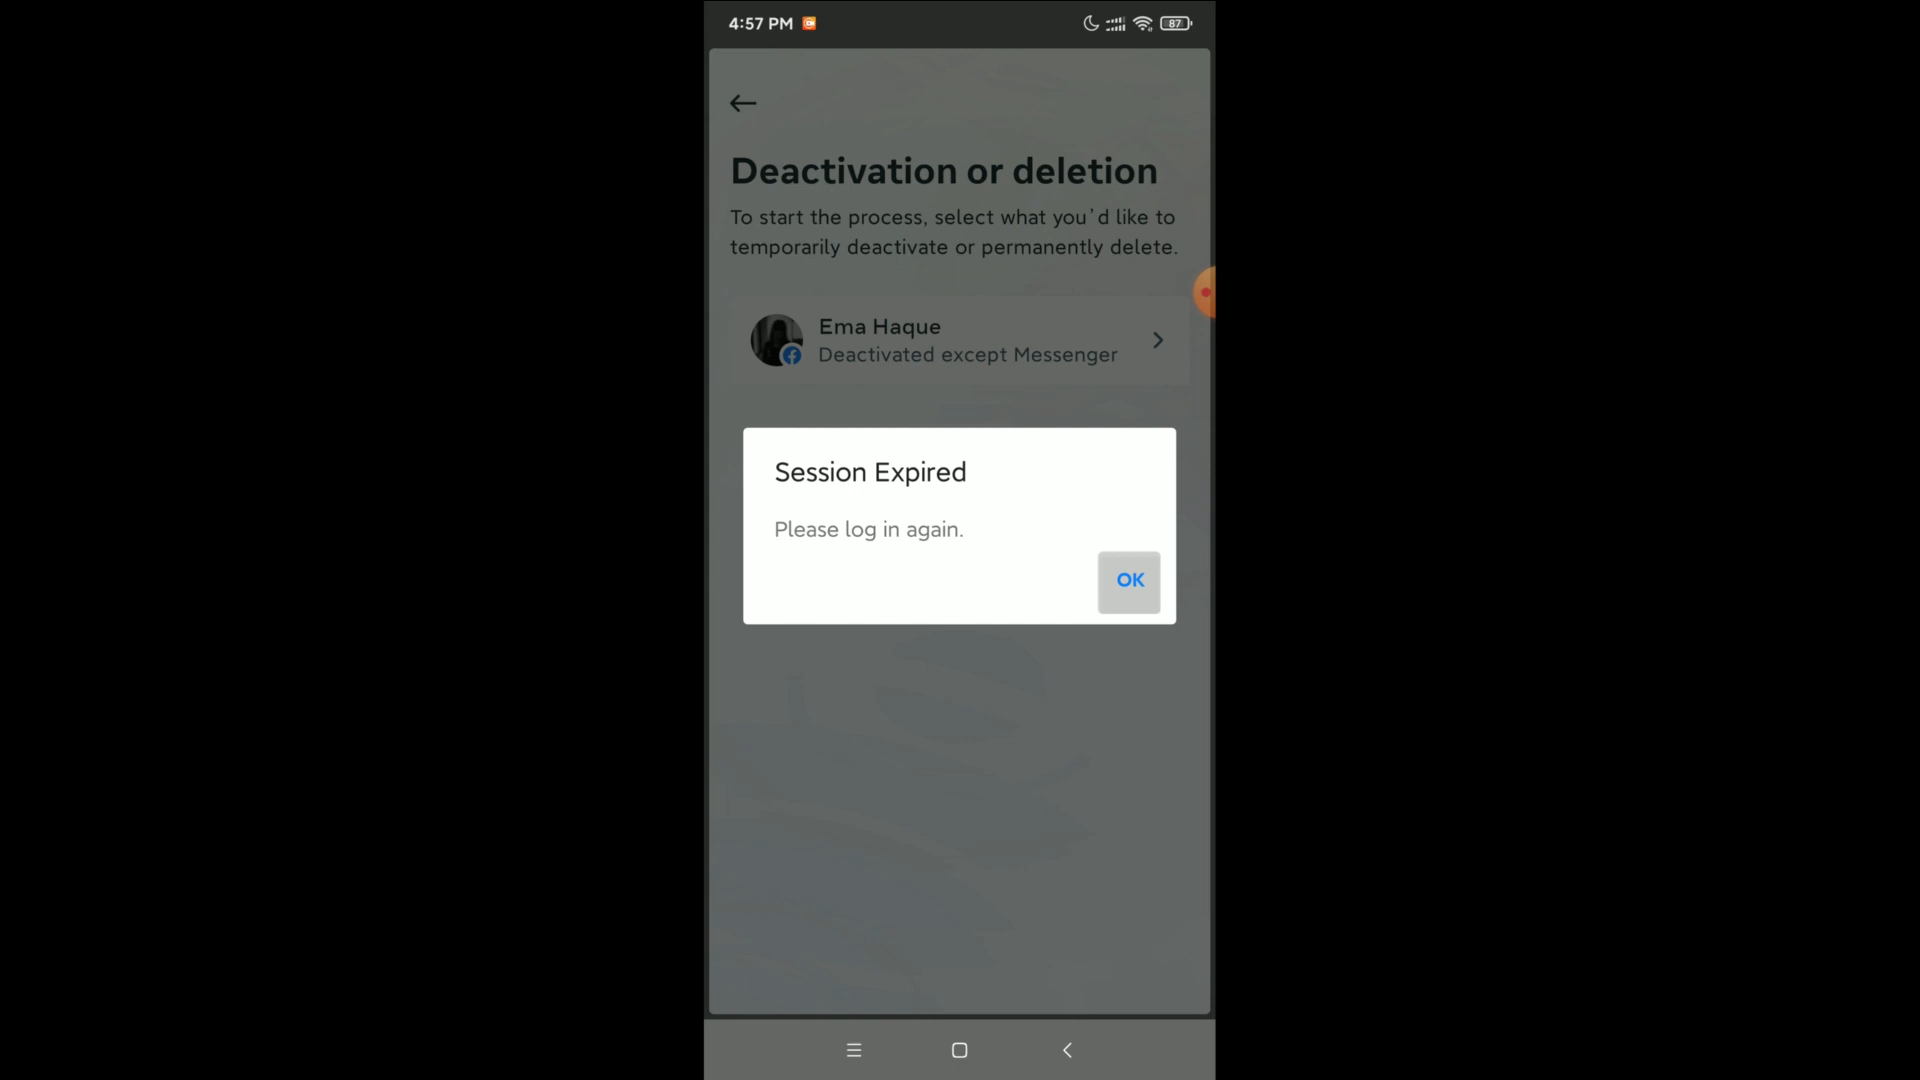 4:57 PM
87
Deactivation or deletion
To start the process, select what you'd like to
temporarily deactivate or permanently delete.
Ema Haque
Deactivated except Messenger
Session Expired
Please log in again.
OK